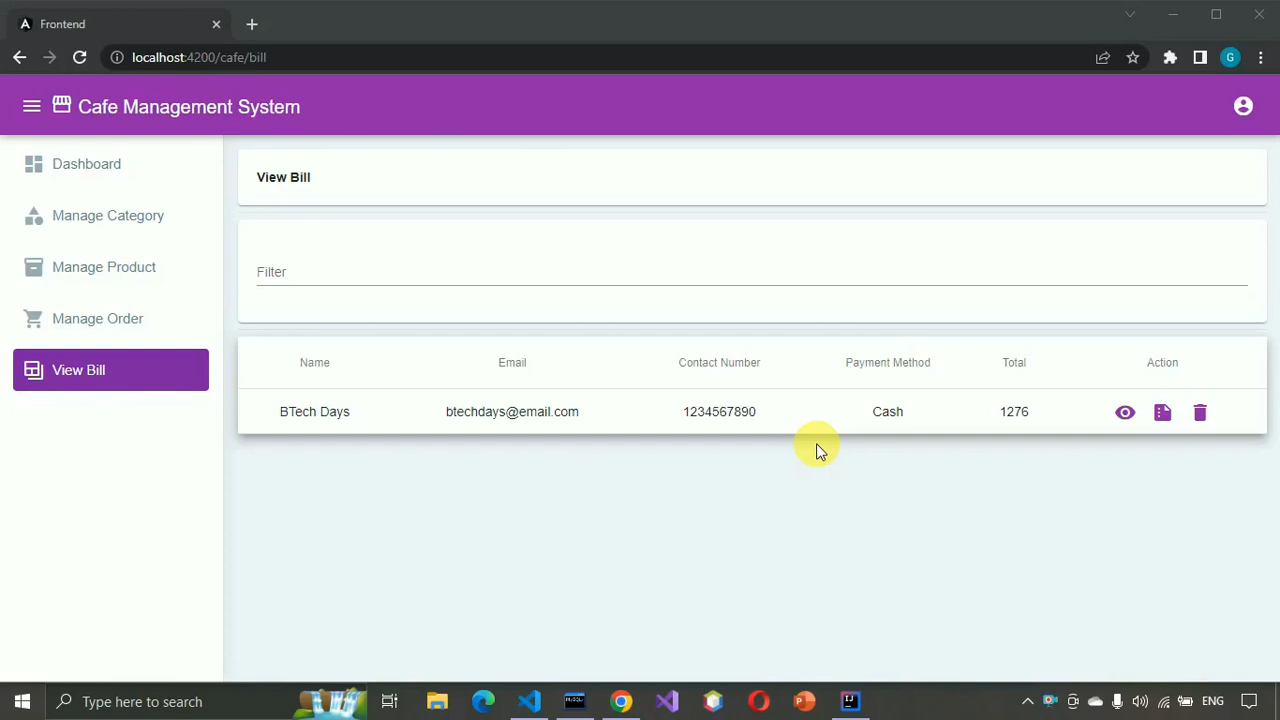 Frontend
localhost:4200/cafe/bill
G
Cafe Management System
Dashboard
Manage Category
Manage Product
Manage Order
View Bill
View Bill
Filter
Name Email Contact Number Payment Method Total Action
BTech Days btechdays@email.com 1234567890 Cash 1276
Type here to search
ENG